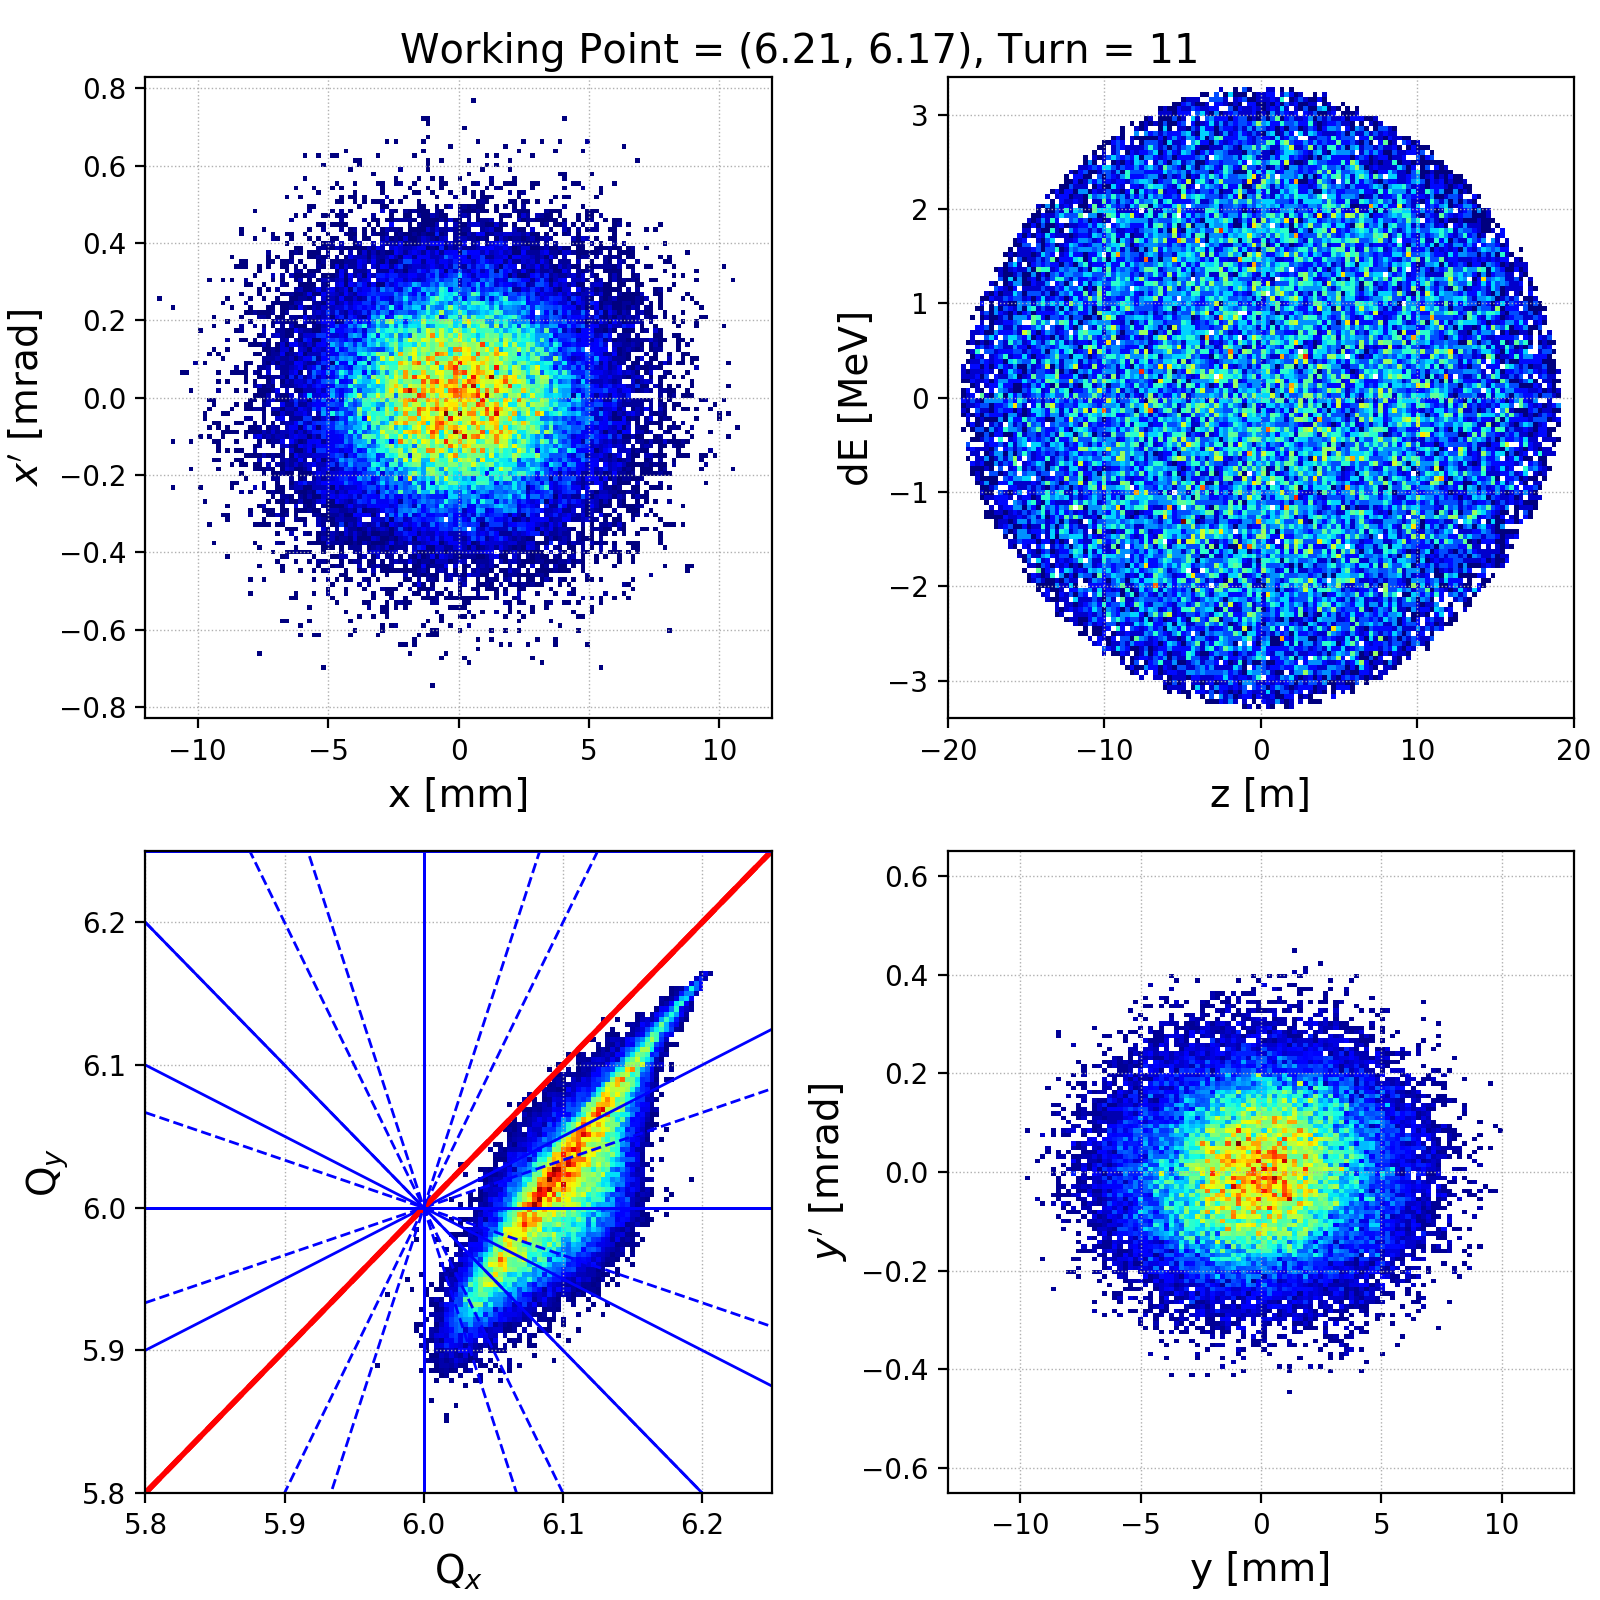 Working Point = (6.21, 6.17), Turn = 11
0.8
0.6
0.4
0.2
0.0
−0.2
−0.4
−0.6
−0.8
x′ [mrad]
−10 −5 0 5 10
x [mm]
3
2
1
0
−1
−2
−3
dE [MeV]
−20 −10 0 10 20
z [m]
6.2
6.1
6.0
5.9
5.8
Qy
5.8 5.9 6.0 6.1 6.2
Qx
0.6
0.4
0.2
0.0
−0.2
−0.4
−0.6
y′ [mrad]
−10 −5 0 5 10
y [mm]